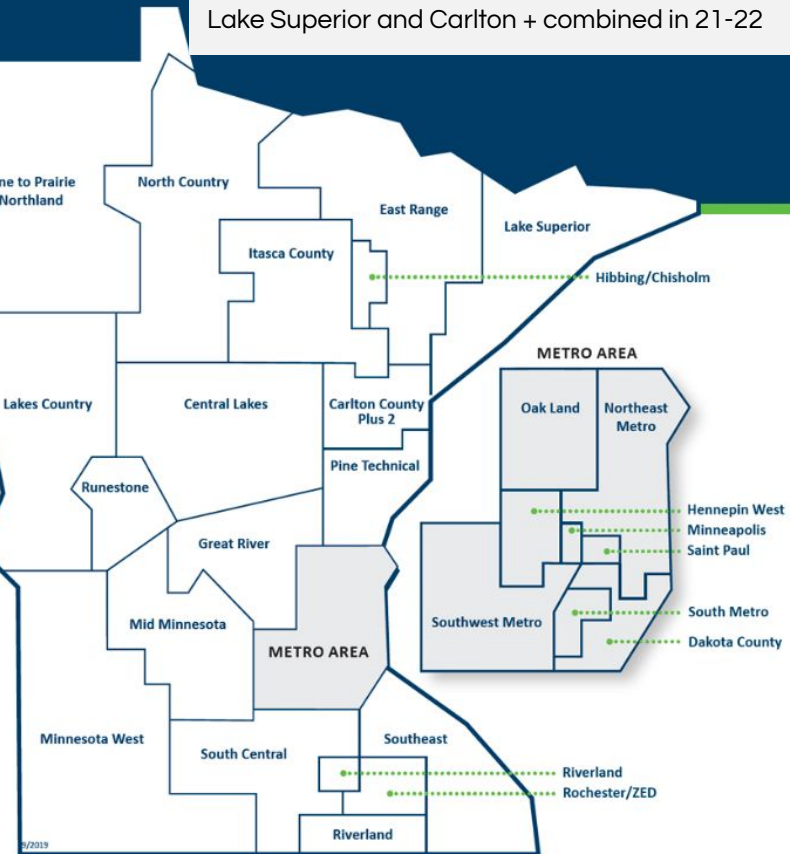 Lake Superior and Carlton + combined in 21-22
ne to Prairie
Northland
North Country
East Range
Lake Superior
Itasca County
Hibbing/Chisholm
METRO AREA
Lakes Country
Central Lakes
Carlton County
Plus 2
Oak Land
Northeast
Metro
Pine Technical
Runestone
Hennepin West
Minneapolis
Saint Paul
Great River
Mid Minnesota
Southwest Metro
South Metro
Dakota County
METRO AREA
Minnesota West
South Central
Southeast
Riverland
Rochester/ZED
Riverland
9/2019